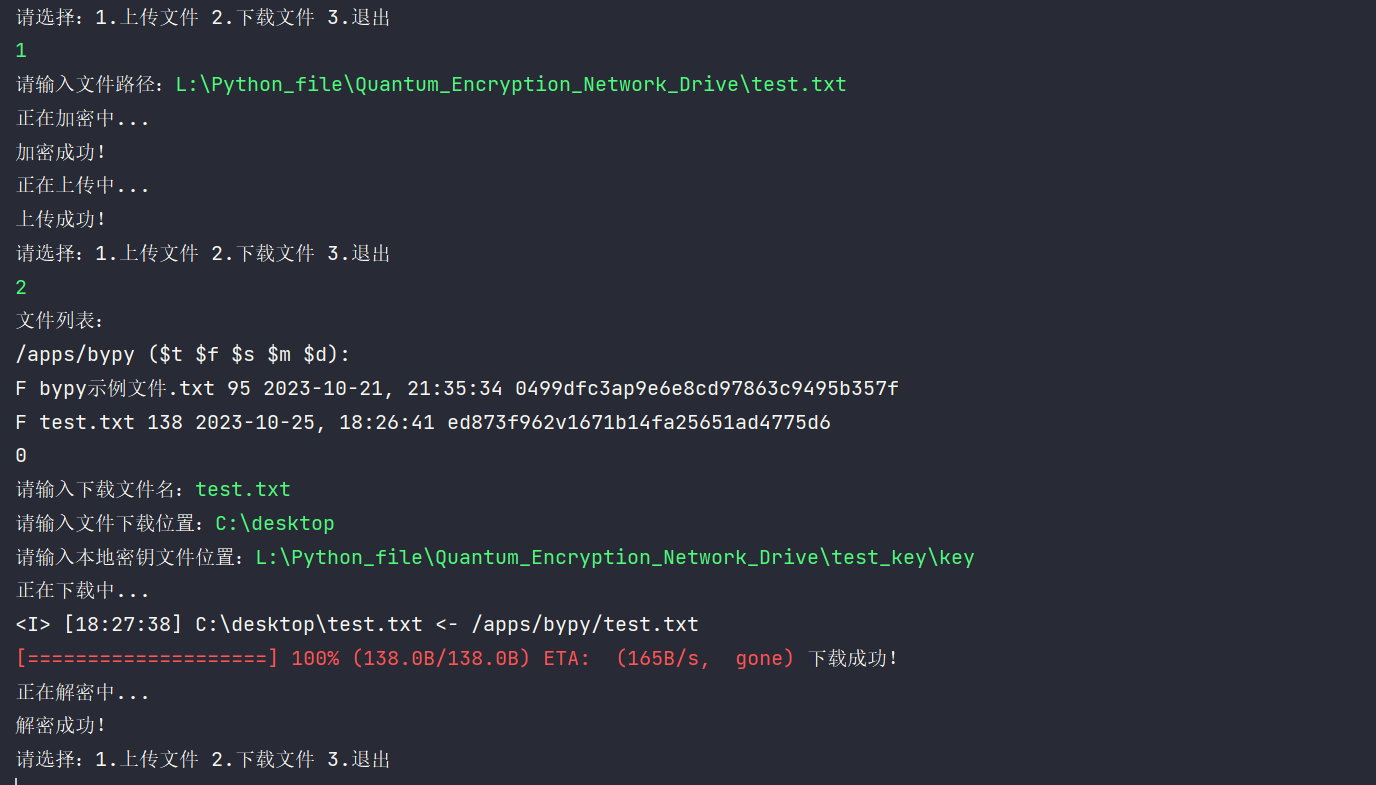 请选择：1.上传文件 2.下载文件 3.退出
1
请输入文件路径：L:\Python_file\Quantum_Encryption_Network_Drive\test.txt
正在加密中...
加密成功！
正在上传中...
上传成功！
请选择：1.上传文件 2.下载文件 3.退出
2
文件列表：
/apps/bypy ($t $f $s $m $d):
F bypy示例文件.txt 95 2023-10-21, 21:35:34 0499dfc3ap9e6e8cd97863c9495b357f
F test.txt 138 2023-10-25, 18:26:41 ed873f962v1671b14fa25651ad4775d6
0
请输入下载文件名：test.txt
请输入文件下载位置：C:\desktop
请输入本地密钥文件位置：L:\Python_file\Quantum_Encryption_Network_Drive\test_key\key
正在下载中...
<I> [18:27:38] C:\desktop\test.txt <- /apps/bypy/test.txt
[====================] 100% (138.0B/138.0B) ETA:  (165B/s,  gone) 下载成功！
正在解密中...
解密成功！
请选择：1.上传文件 2.下载文件 3.退出